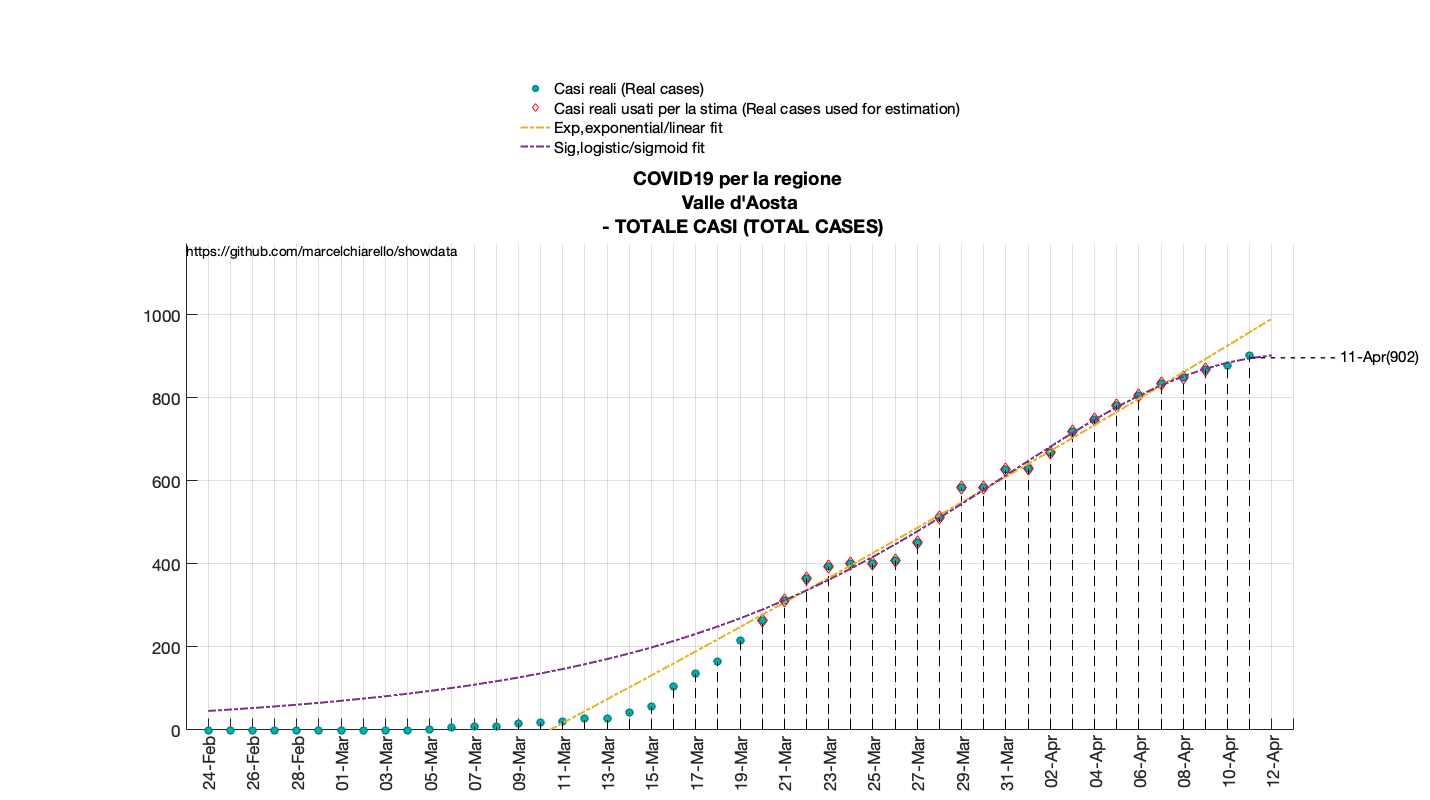 Casi reali (Real cases)
Casi reali usati per la stima (Real cases used for estimation)
Exp,exponential/linear fit
Sig,logistic/sigmoid fit
COVID19 per la regione
Valle d'Aosta
- TOTALE CASI (TOTAL CASES)
https://github.com/marcelchiarello/showdata
1000
800
600
400
200
0
11-Apr(902)
24-Feb
26-Feb
28-Feb
01-Mar
03-Mar
05-Mar
07-Mar
09-Mar
11-Mar
13-Mar
15-Mar
17-Mar
19-Mar
21-Mar
23-Mar
25-Mar
27-Mar
29-Mar
31-Mar
02-Apr
04-Apr
06-Apr
08-Apr
10-Apr
12-Apr